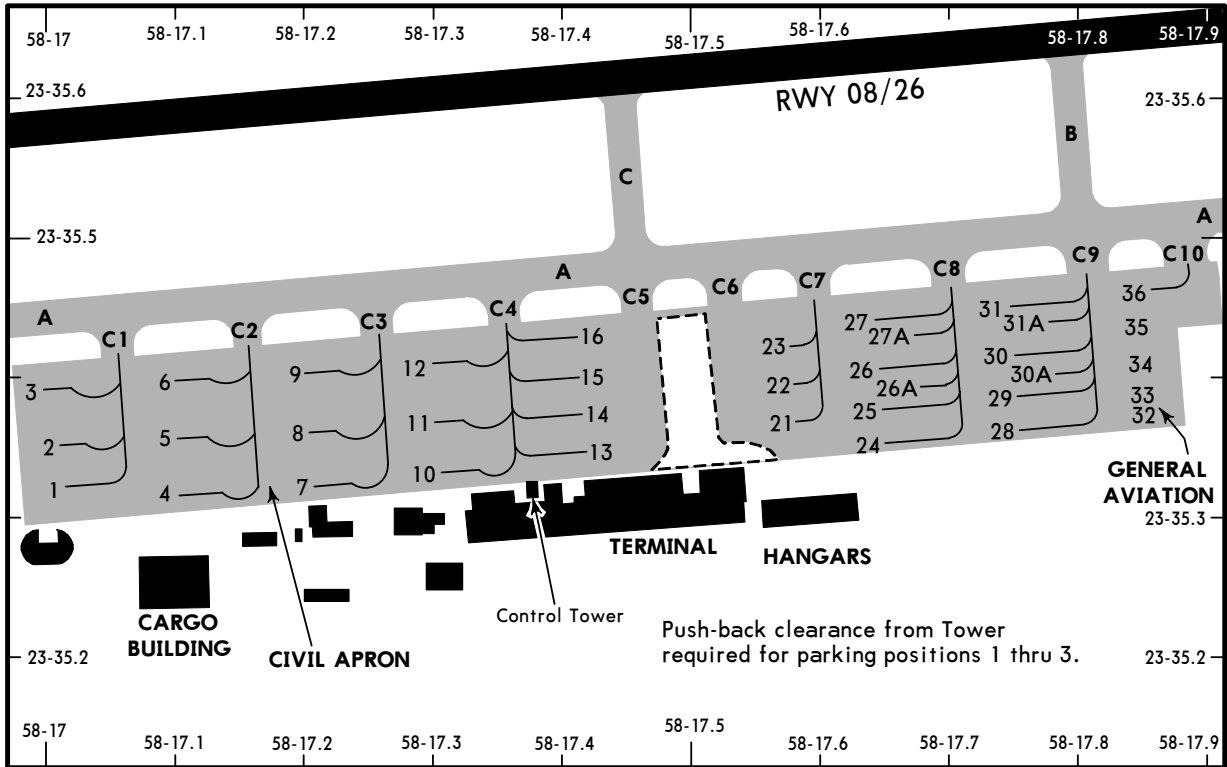 58-17 58-17.1 58-17.2 58-17.3 58-17.4 58-17.5 58-17.6 58-17.8 58-17.9
23-35.6 RWY 08/26 23-35.6
B
C
A
23-35.5
A C10
A C5 C6 C7 C8 C9
C1 C2 C3 C4
3 6 9 12 16 23 27 27A 31 31A 36
35
2 5 8 11 15 22 26 26A 30 30A 34
14 25 29 33
1 4 7 10 13 21 24 28 32
GENERAL
AVIATION
23-35.3
TERMINAL HANGARS
Control Tower
CARGO
BUILDING
CIVIL APRON
Push-back clearance from Tower
required for parking positions 1 thru 3.
23-35.2 23-35.2
58-17 58-17.1 58-17.2 58-17.3 58-17.4 58-17.5 58-17.6 58-17.7 58-17.8 58-17.9